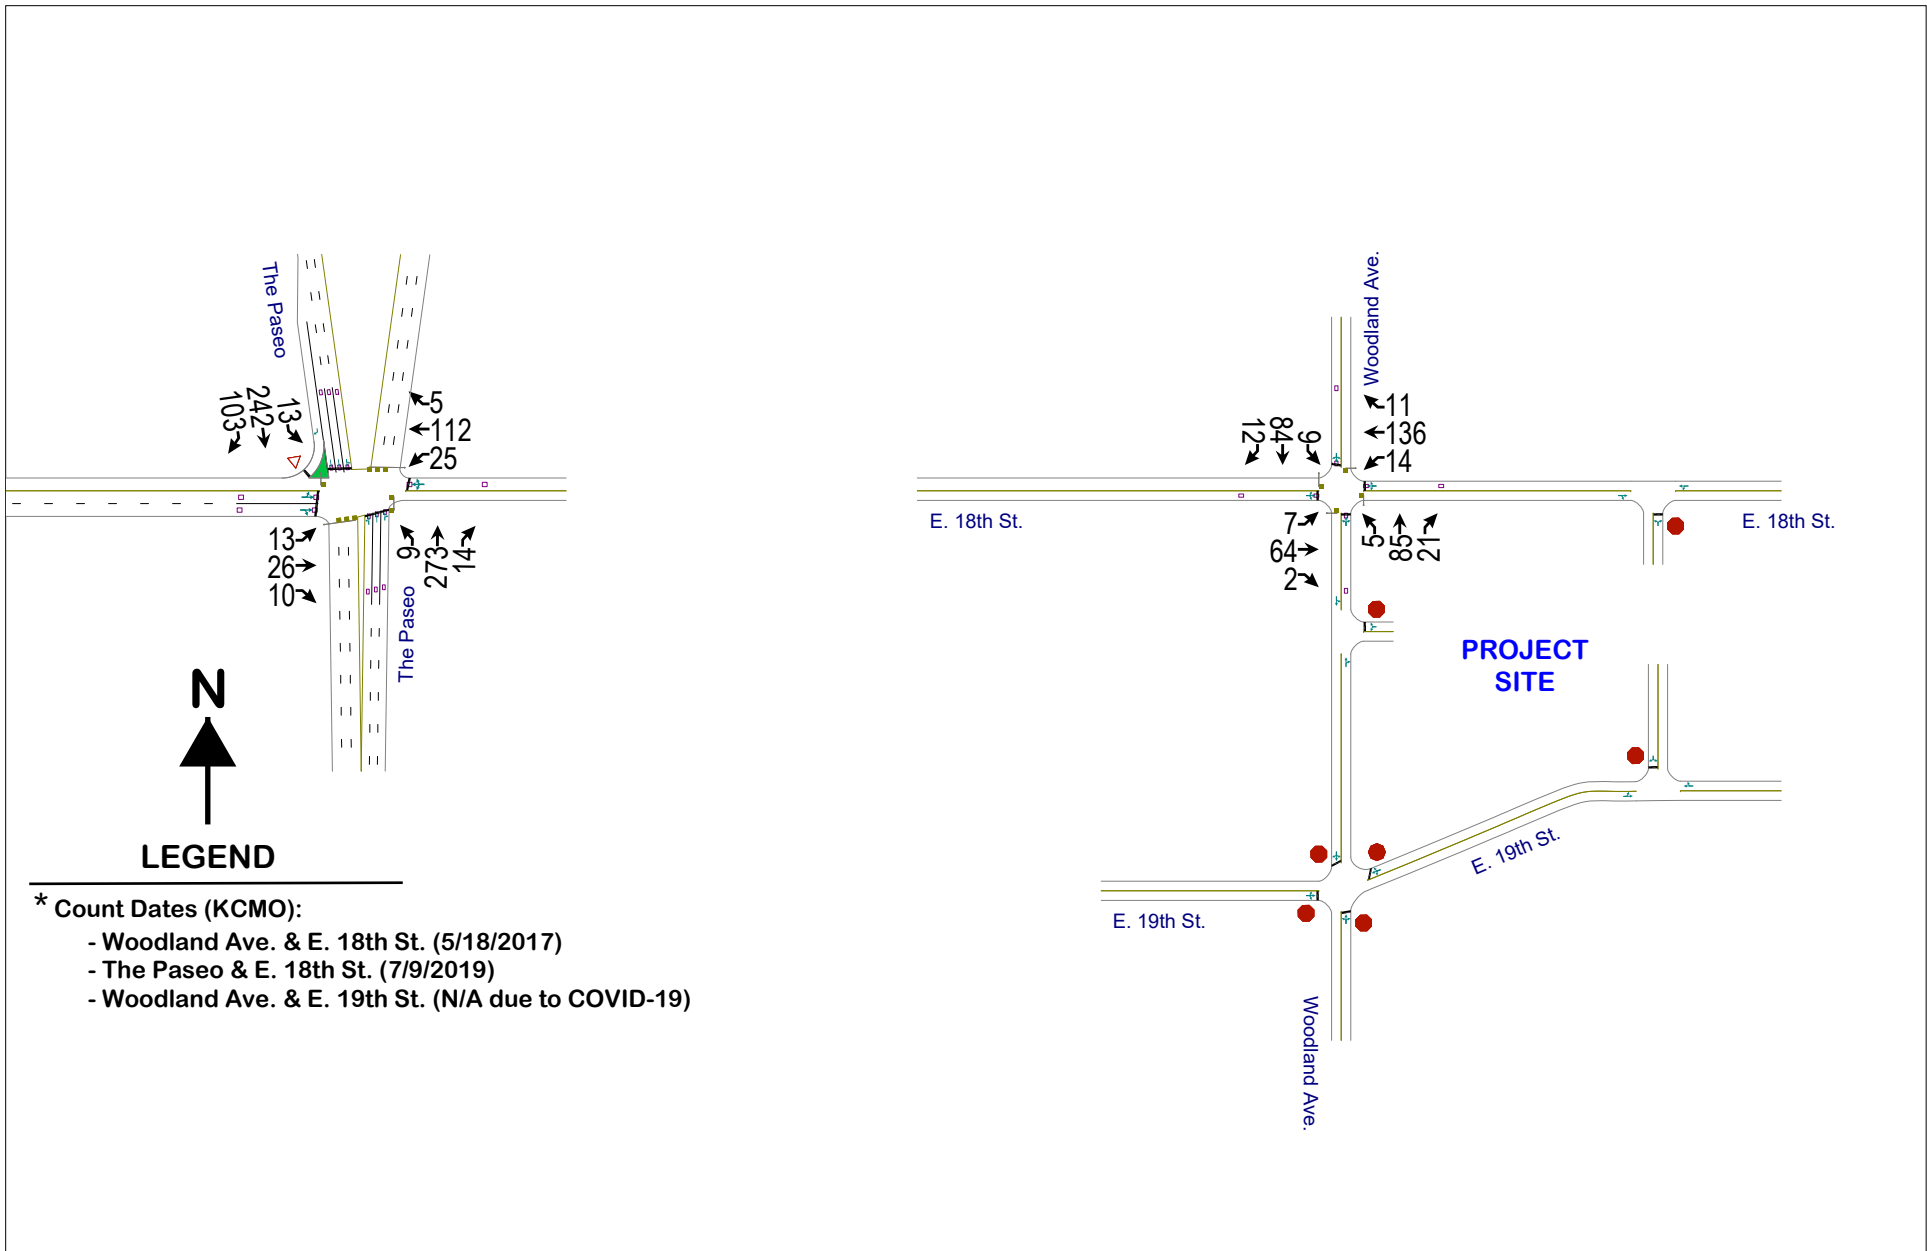 The Paseo
103
242
13
5
112
25
13
26
10
9
273
14
The Paseo
Woodland Ave.
12
84
9
11
136
14
7
64
2
5
85
21
E. 18th St.
E. 18th St.
PROJECT
SITE
E. 19th St.
E. 19th St.
Woodland Ave.
N
LEGEND
* Count Dates (KCMO):
- Woodland Ave. & E. 18th St. (5/18/2017)
- The Paseo & E. 18th St. (7/9/2019)
- Woodland Ave. & E. 19th St. (N/A due to COVID-19)